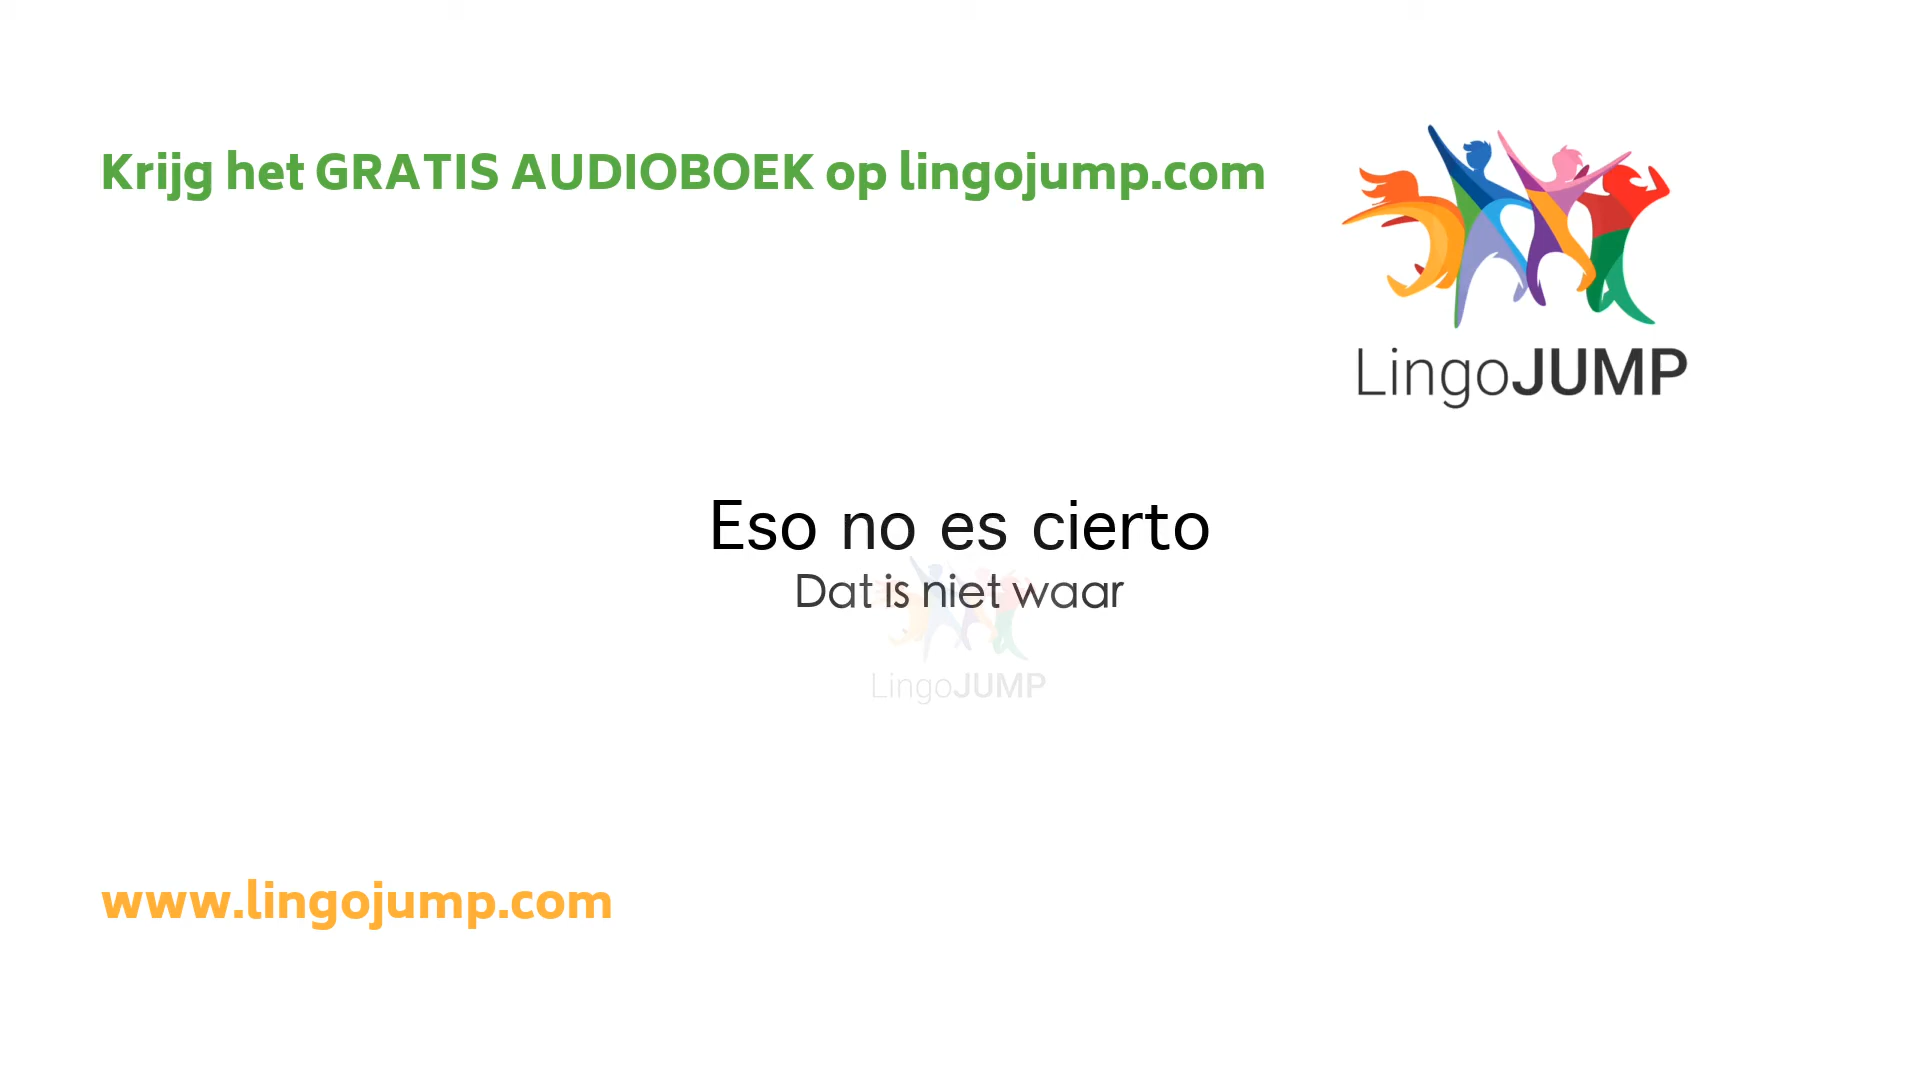 Krijg het GRATIS AUDIOBOEK op lingojump.com
LingoJUMP
Eso no es cierto
Dat is niet waar
LingoJUMP
www.lingojump.com